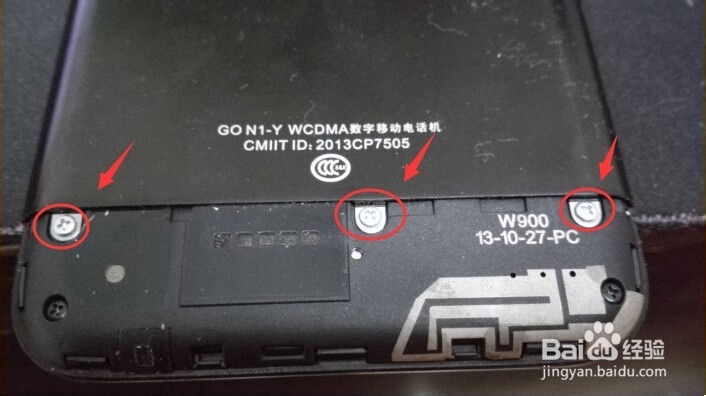 GO N1-Y WCDMA数字移动电话机
CMIIT ID: 2013CP7505
W900
13-10-27-PC
Baidu经验
jingyan.baidu.com